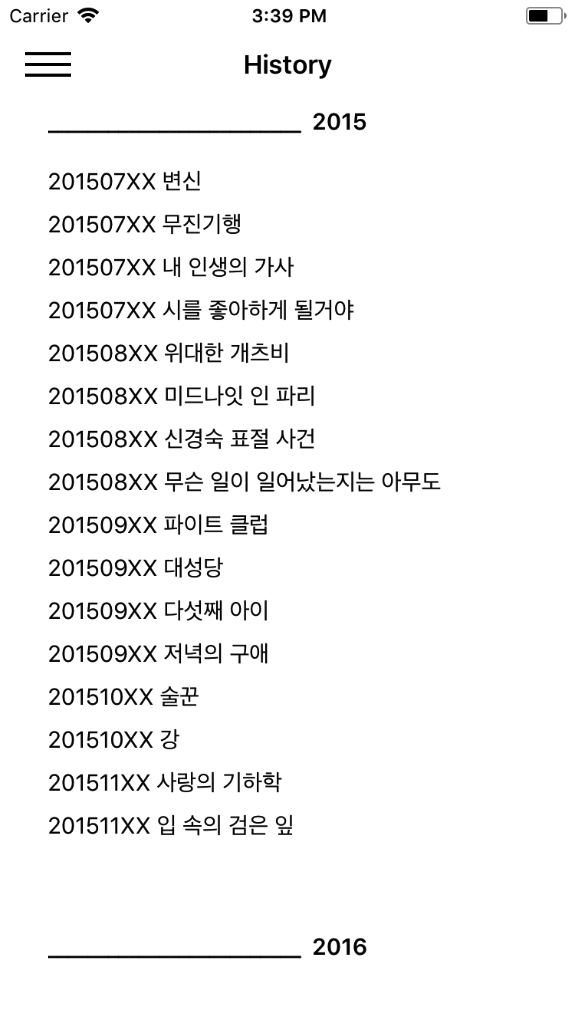 Carrier 3:39 PM
History
2015
201507XX 변신
201507XX 무진기행
201507XX 내 인생의 가사
201507XX 시를 좋아하게 될거야
201508XX 위대한 개츠비
201508XX 미드나잇 인 파리
201508XX 신경숙 표절 사건
201508XX 무슨 일이 일어났는지는 아무도
201509XX 파이트 클럽
201509XX 대성당
201509XX 다섯째 아이
201509XX 저녁의 구애
201510XX 술꾼
201510XX 강
201511XX 사랑의 기하학
201511XX 입 속의 검은 잎
2016